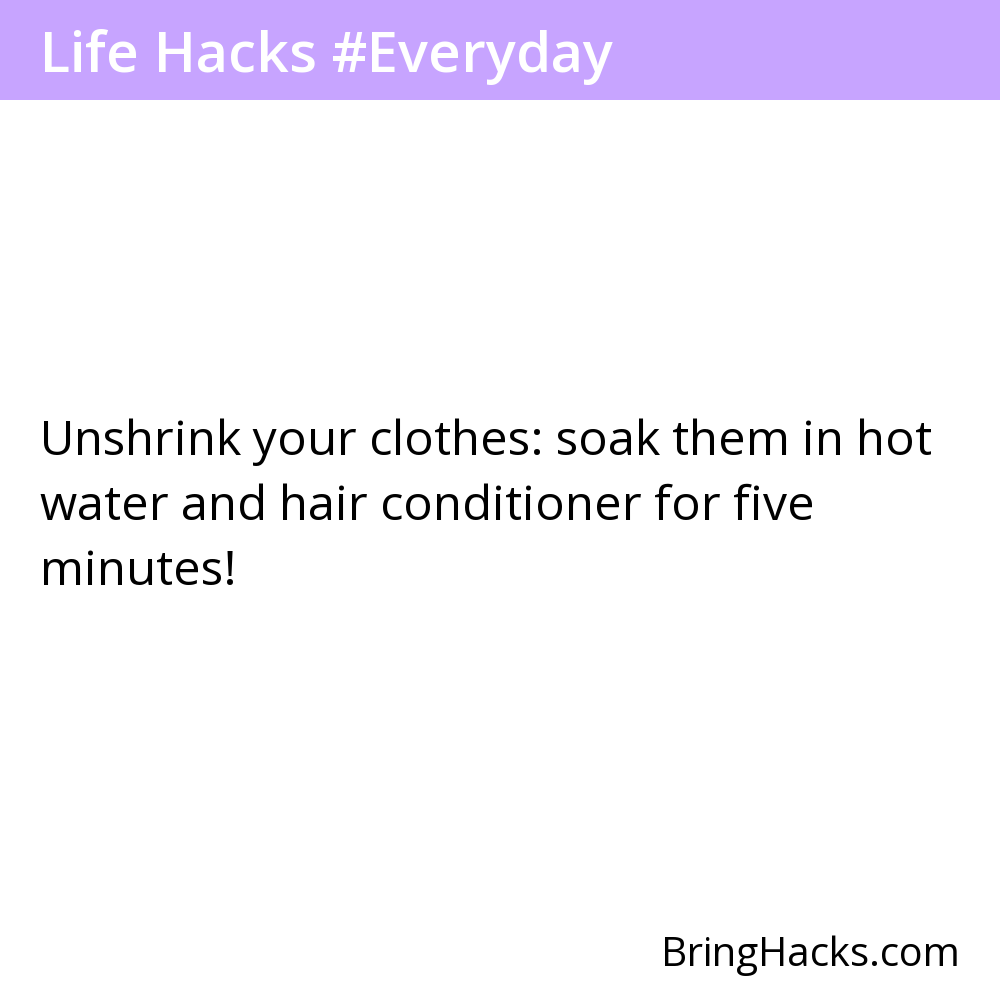 Life Hacks #Everyday
Unshrink your clothes: soak them in hot
water and hair conditioner for five
minutes!
BringHacks.com